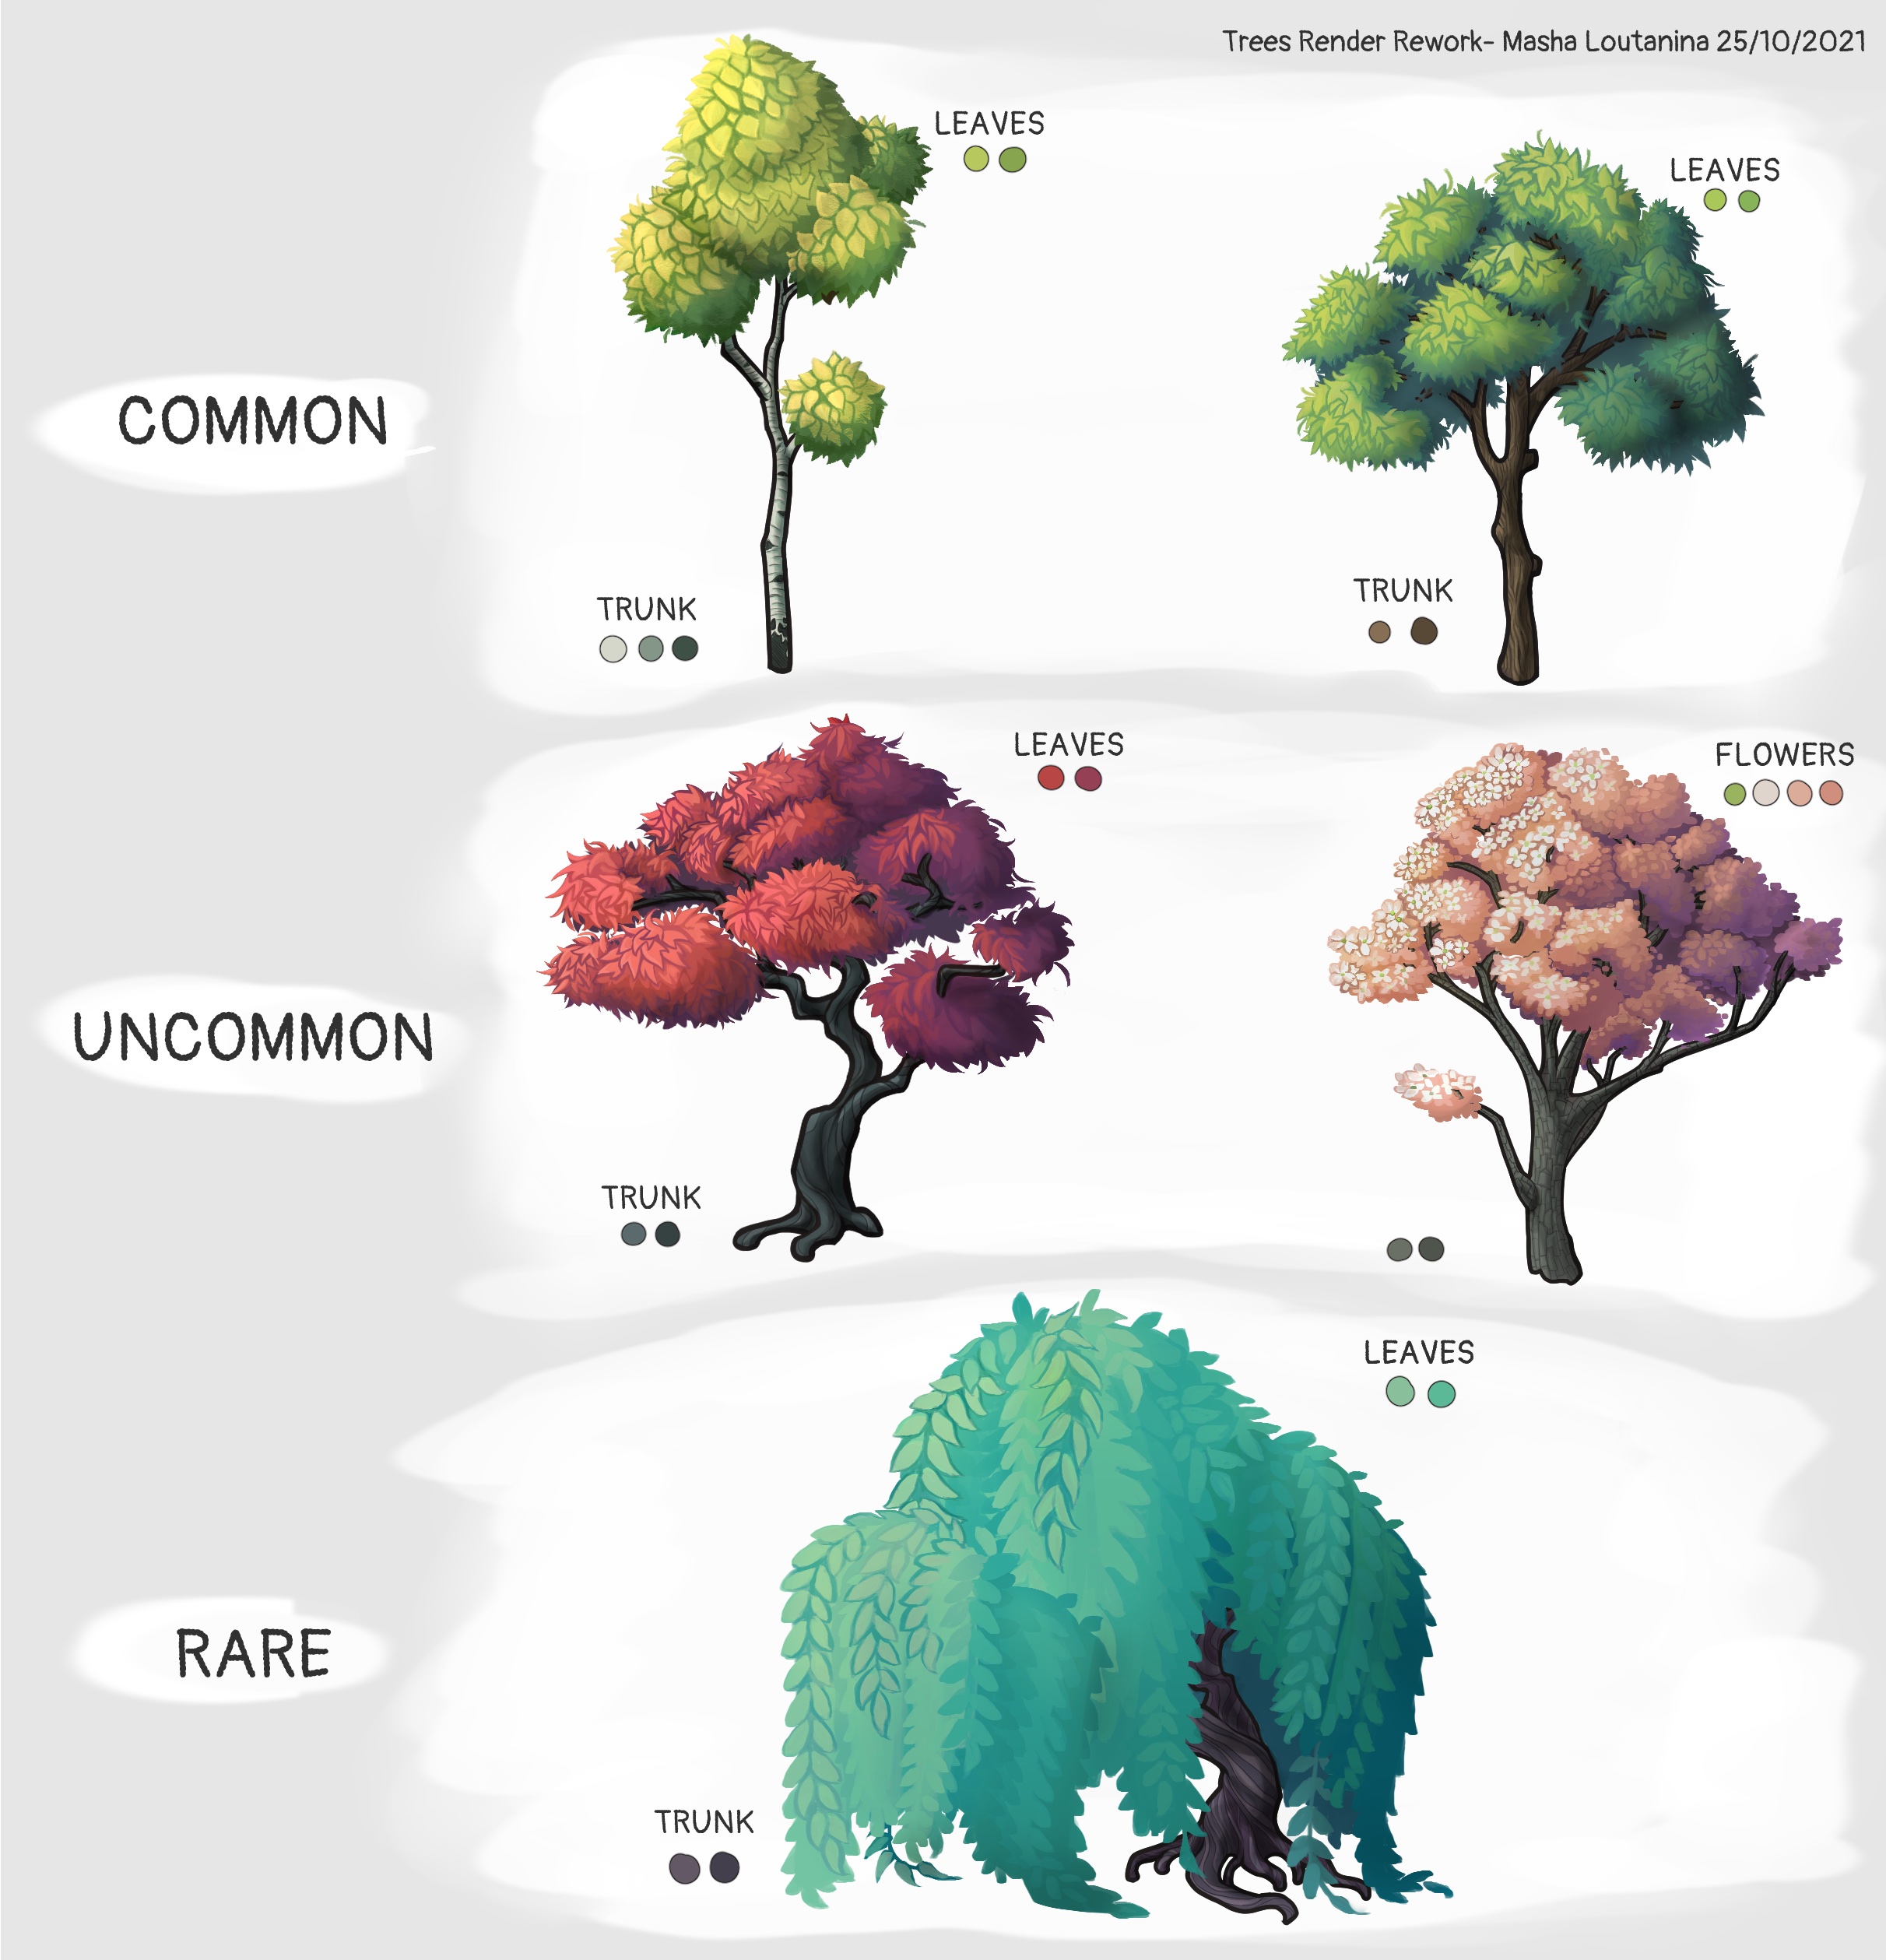 Trees Render Rework- Masha Loutanina 25/10/2021
LEAVES
LEAVES
COMMON
TRUNK
TRUNK
LEAVES
FLOWERS
UNCOMMON
TRUNK
LEAVES
RARE
TRUNK